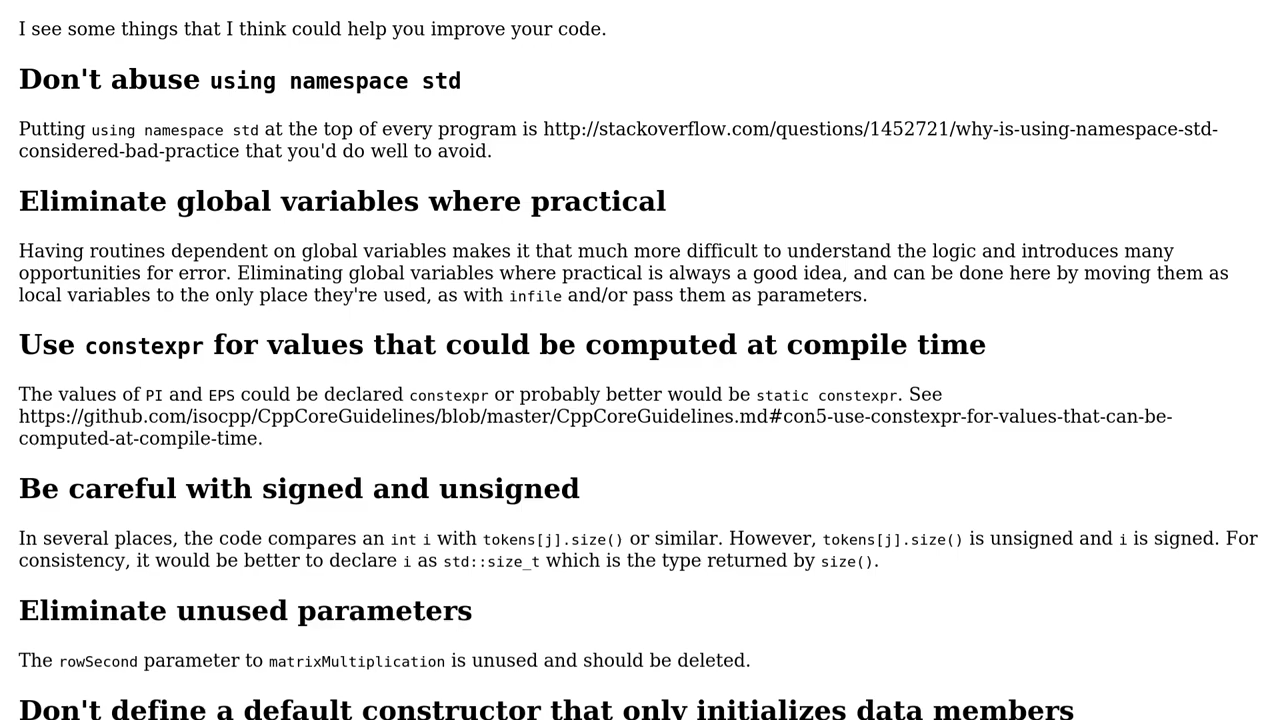 I see some things that I think could help you improve your code.
Don't abuse using namespace std
Putting using namespace std at the top of every program is http://stackoverflow.com/questions/1452721/why-is-using-namespace-std-
considered-bad-practice that you'd do well to avoid.
Eliminate global variables where practical
Having routines dependent on global variables makes it that much more difficult to understand the logic and introduces many
opportunities for error. Eliminating global variables where practical is always a good idea, and can be done here by moving them as
local variables to the only place they're used, as with infile and/or pass them as parameters.
Use constexpr for values that could be computed at compile time
The values of PI and EPS could be declared constexpr or probably better would be static constexpr. See
https://github.com/isocpp/CppCoreGuidelines/blob/master/CppCoreGuidelines.md#con5-use-constexpr-for-values-that-can-be-
computed-at-compile-time.
Be careful with signed and unsigned
In several places, the code compares an int i with tokens[j].size() or similar. However, tokens[j].size() is unsigned and i is signed. For
consistency, it would be better to declare i as std::size_t which is the type returned by size().
Eliminate unused parameters
The rowSecond parameter to matrixMultiplication is unused and should be deleted.
Don't define a default constructor that only initializes data members